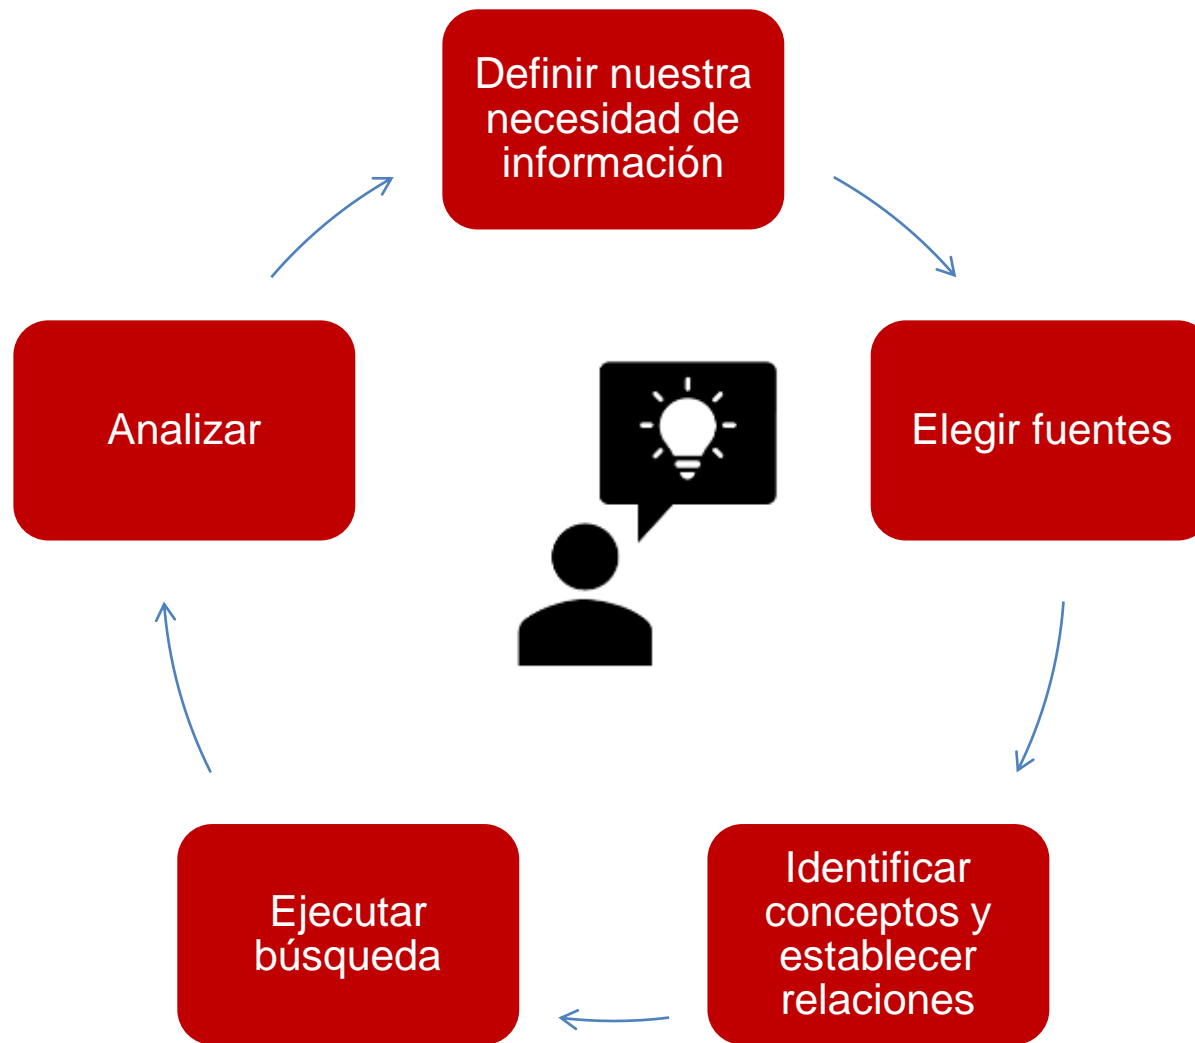 Definir nuestra
necesidad de
información
Elegir fuentes
Identificar
conceptos y
establecer
relaciones
Ejecutar
búsqueda
Analizar